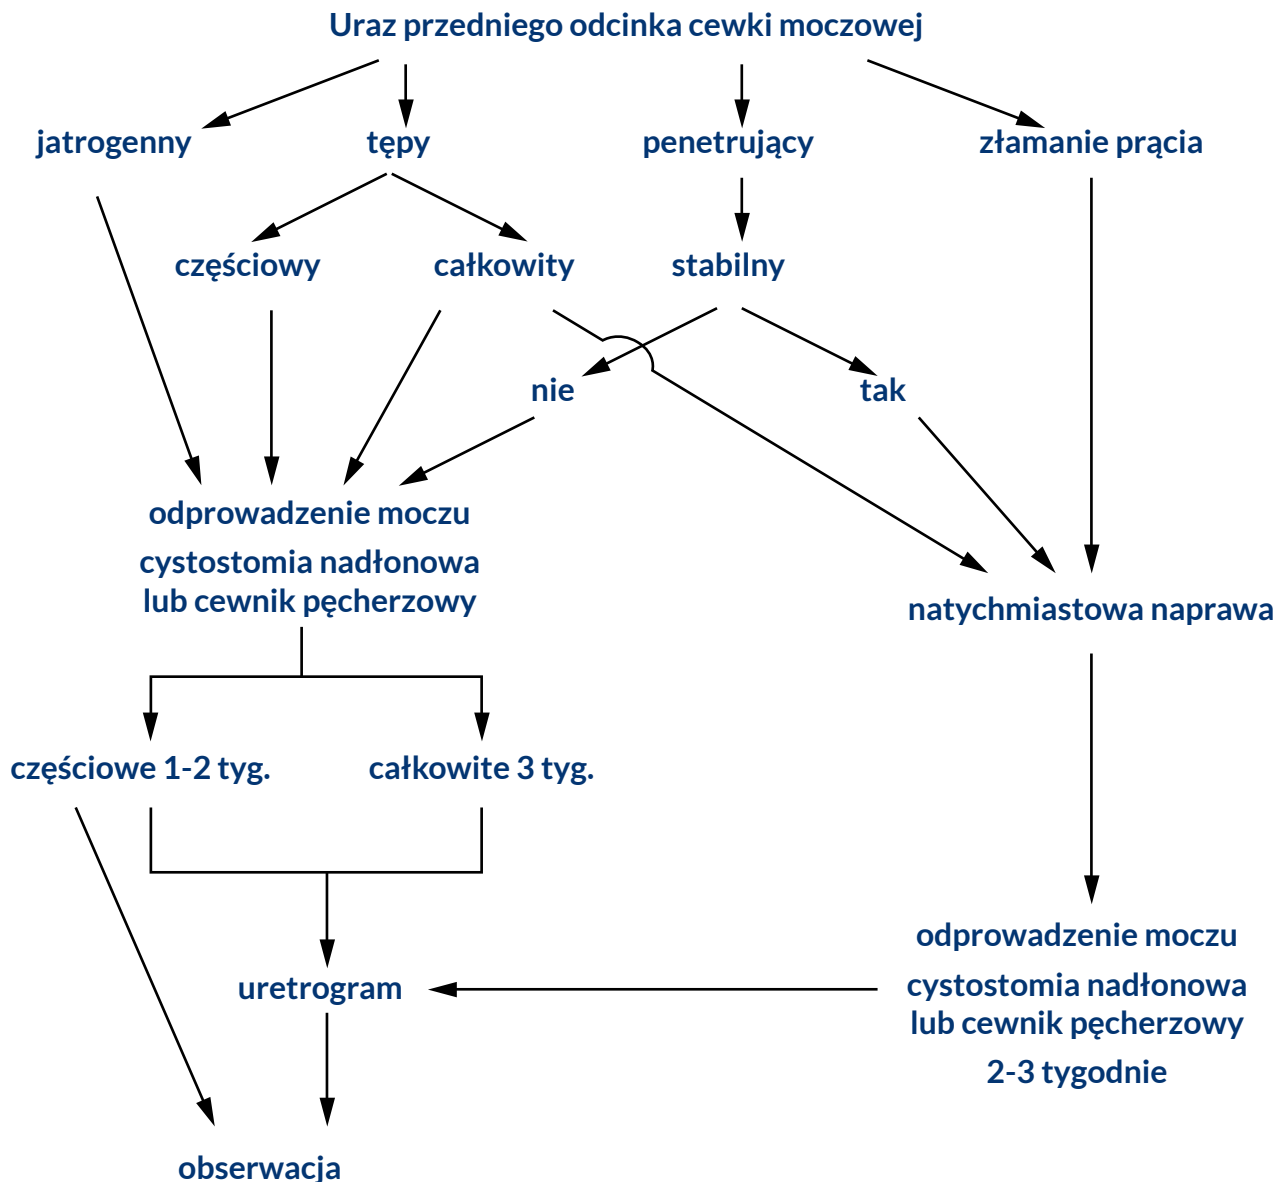 Uraz przedniego odcinka cewki moczowej
jatrogenny
tępy
penetrujący
złamanie prącia
częściowy
całkowity
stabilny
nie
tak
odprowadzenie moczu
cystostomia nadłonowa
lub cewnik pęcherzowy
natychmiastowa naprawa
częściowe 1-2 tyg.
całkowite 3 tyg.
odprowadzenie moczu
cystostomia nadłonowa
lub cewnik pęcherzowy
2-3 tygodnie
uretrogram
obserwacja